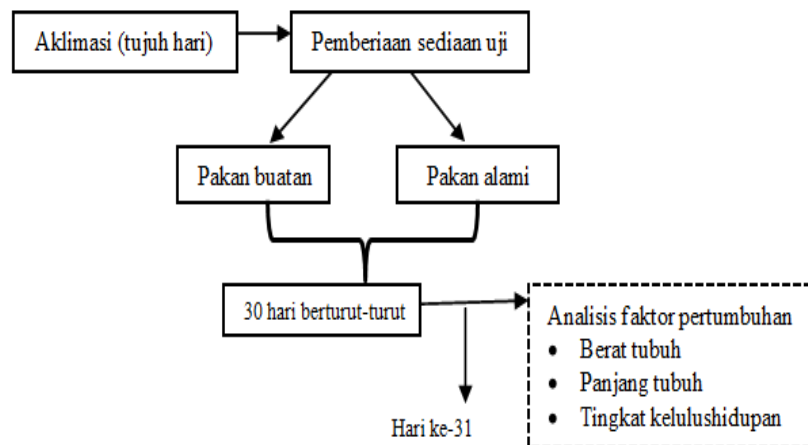 Aklimasi (tujuh hari)
Pemberiaan sediaan uji
Pakan buatan
Pakan alami
30 hari berturut-turut
Analisis faktor pertumbuhan
• Berat tubuh
• Panjang tubuh
• Tingkat kelulushidupan
Hari ke-31